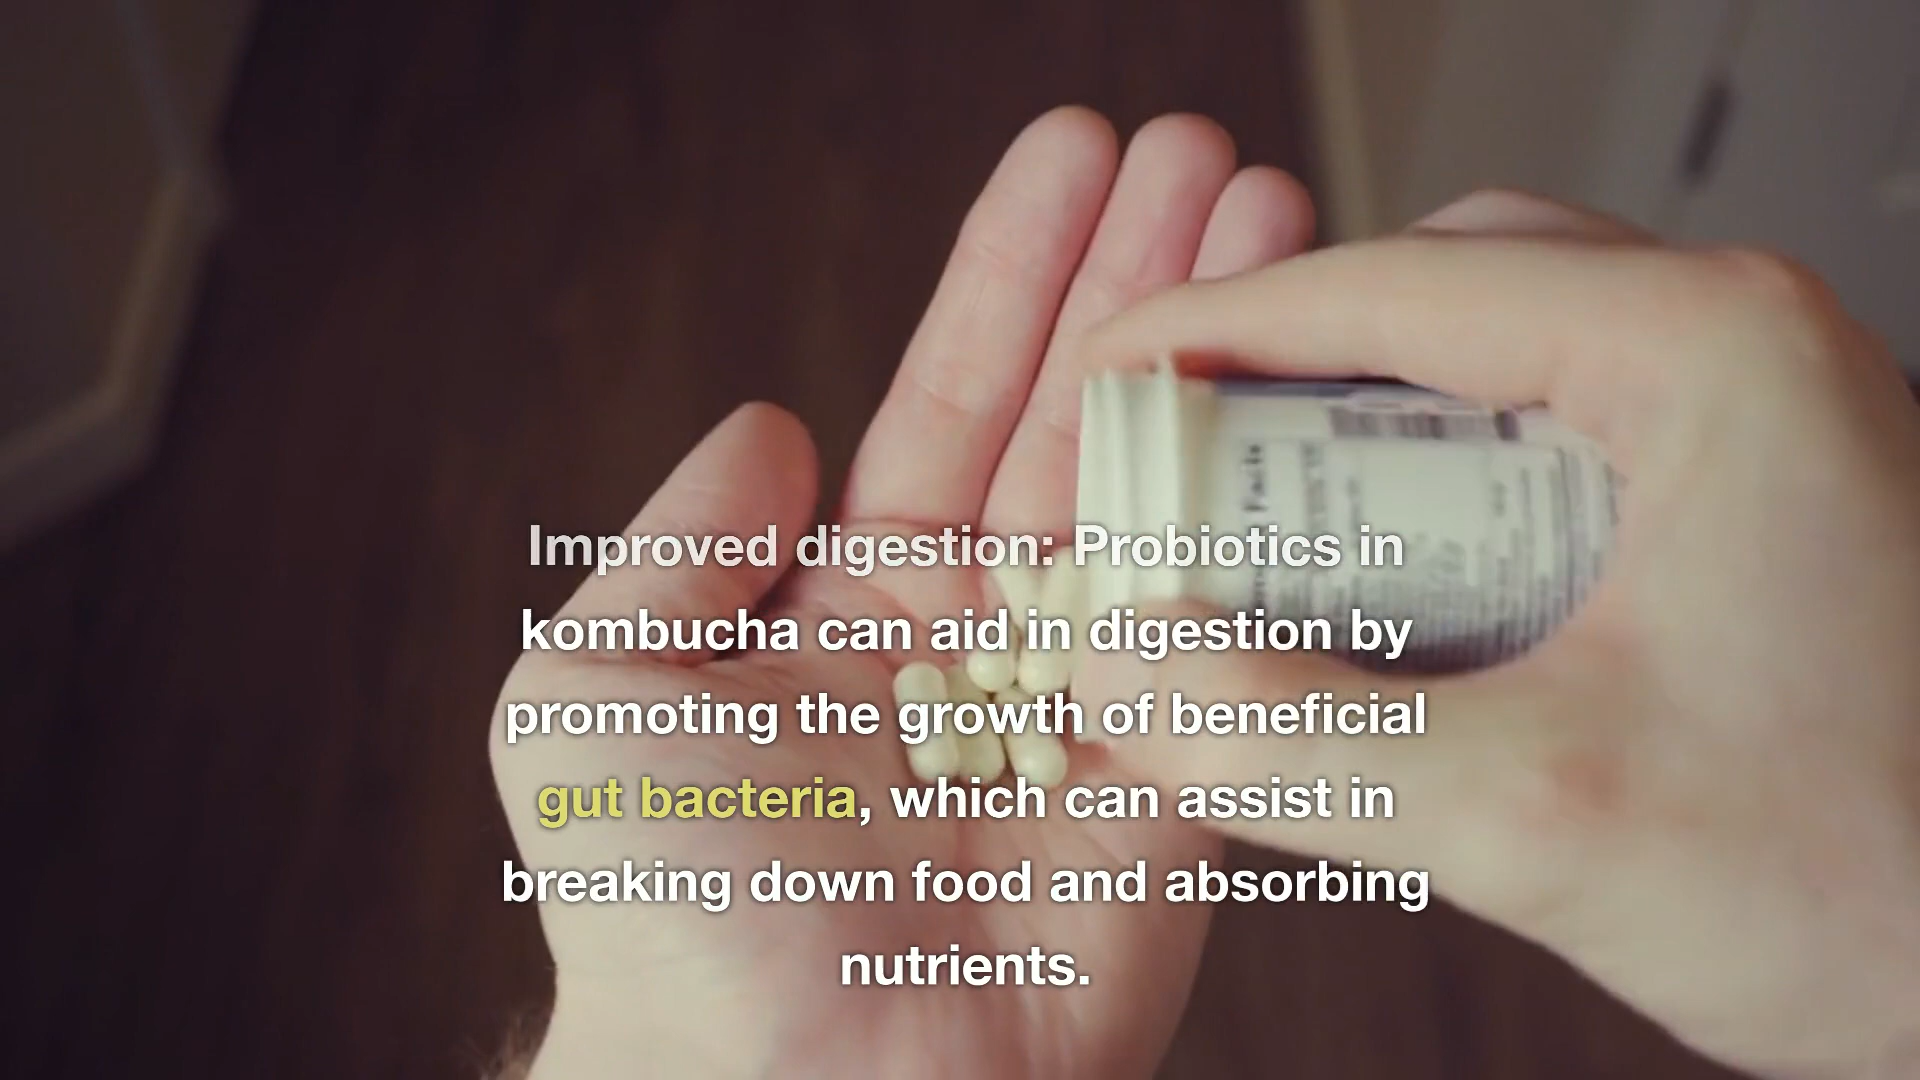 Improved digestion: Probiotics in
kombucha can aid in digestion by
promoting the growth of beneficial
gut bacteria, which can assist in
breaking down food and absorbing
nutrients.
Facts